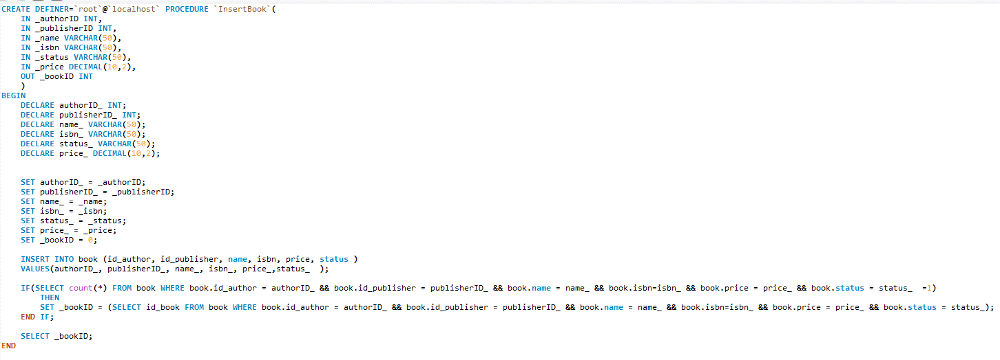 CREATE DEFINER=`root`@`localhost` PROCEDURE `InsertBook`(
    IN _authorID INT,
    IN _publisherID INT,
    IN _name VARCHAR(50),
    IN _isbn VARCHAR(50),
    IN _status VARCHAR(50),
    IN _price DECIMAL(10,2),
    OUT _bookID INT
    )
BEGIN
    DECLARE authorID_ INT;
    DECLARE publisherID_ INT;
    DECLARE name_ VARCHAR(50);
    DECLARE isbn_ VARCHAR(50);
    DECLARE status_ VARCHAR(50);
    DECLARE price_ DECIMAL(10,2);
    SET authorID_ = _authorID;
    SET publisherID_ = _publisherID;
    SET name_ = _name;
    SET isbn_ = _isbn;
    SET status_ = _status;
    SET price_ = _price;
    SET _bookID = 0;
    INSERT INTO book (id_author, id_publisher, name, isbn, price, status )
    VALUES(authorID_, publisherID_, name_, isbn_, price_,status_  );
    IF(SELECT count(*) FROM book WHERE book.id_author = authorID_ && book.id_publisher = publisherID_ && book.name = name_ && book.isbn=isbn_ && book.price = price_ && book.status = status_  =1)
        THEN
        SET _bookID = (SELECT id_book FROM book WHERE book.id_author = authorID_ && book.id_publisher = publisherID_ && book.name = name_ && book.isbn=isbn_ && book.price = price_ && book.status = status_);
    END IF;
    SELECT _bookID;
END